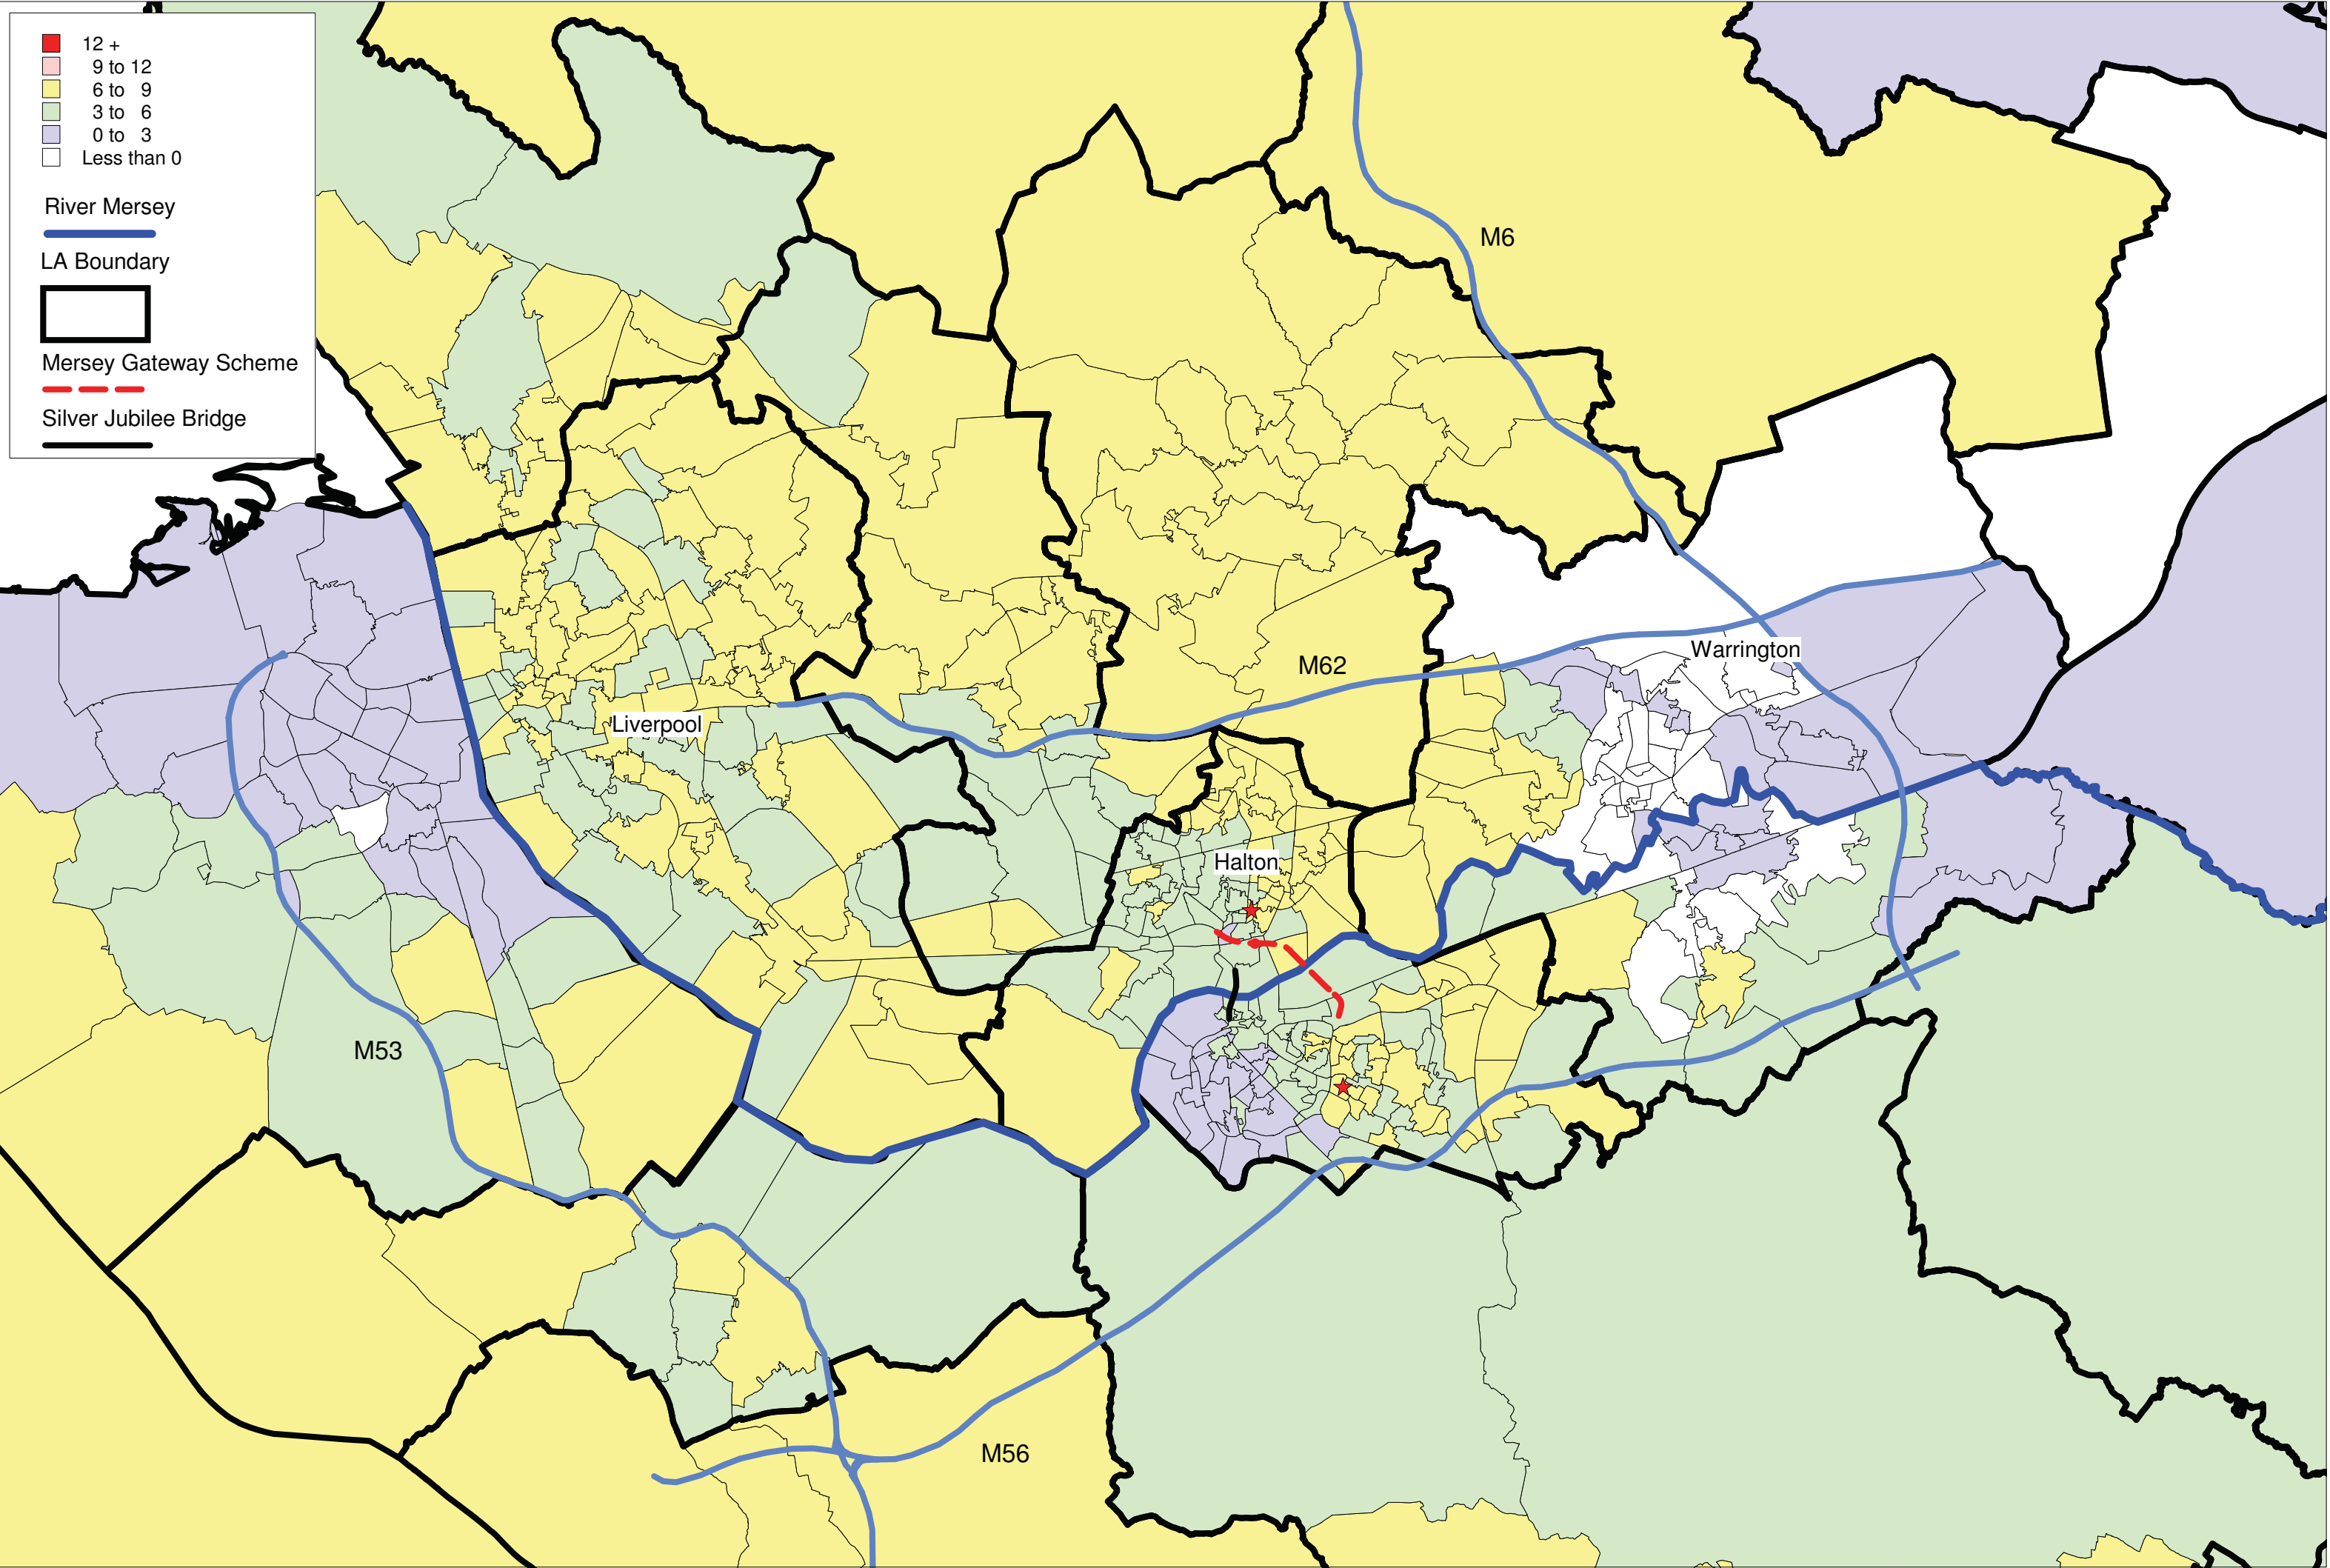 12 +
9 to 12
6 to 9
3 to 6
0 to 3
Less than 0
River Mersey
LA Boundary
Mersey Gateway Scheme
Silver Jubilee Bridge
M6
Warrington
M62
Liverpool
Halton
M53
M56